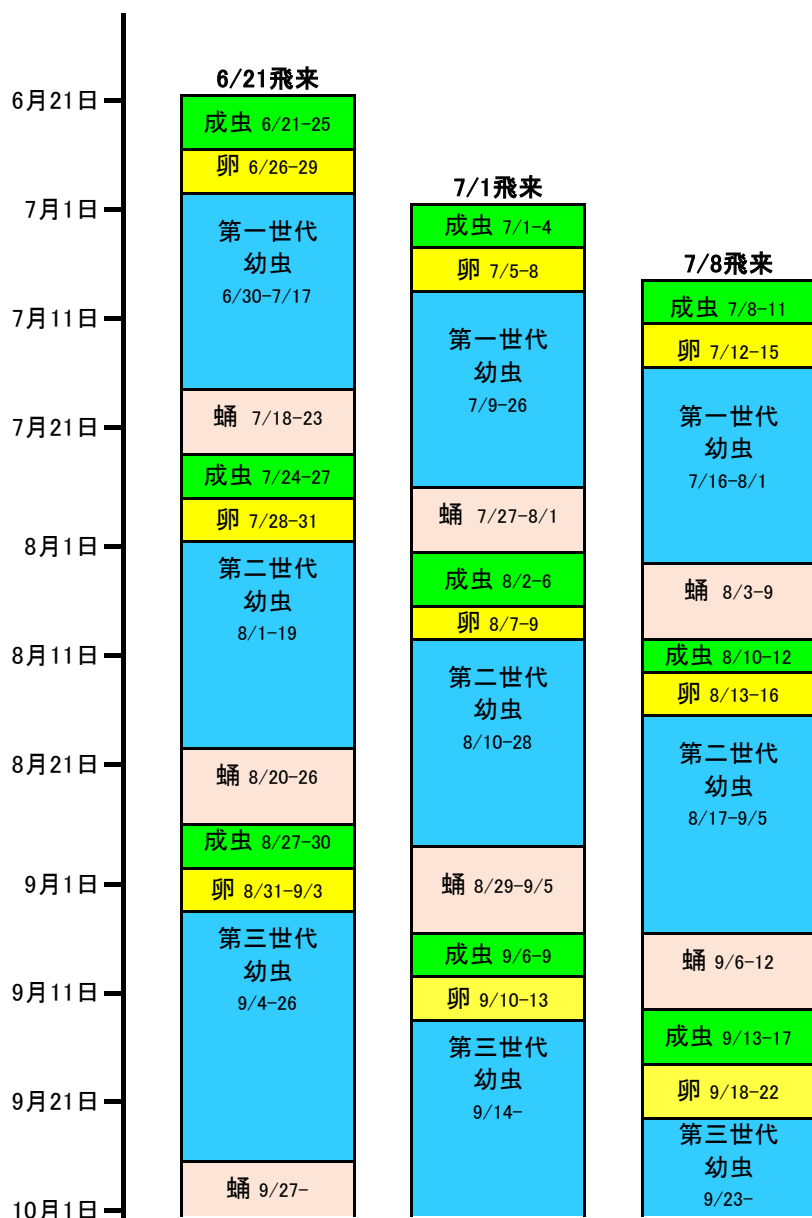 6月21日
7月1日
7月11日
7月21日
8月1日
8月11日
8月21日
9月1日
9月11日
9月21日
10月1日
6/21飛来
成虫 6/21-25
卵 6/26-29
第一世代
幼虫
6/30-7/17
蛹 7/18-23
成虫 7/24-27
卵 7/28-31
第二世代
幼虫
8/1-19
蛹 8/20-26
成虫 8/27-30
卵 8/31-9/3
第三世代
幼虫
9/4-26
蛹 9/27-
7/1飛来
成虫 7/1-4
卵 7/5-8
第一世代
幼虫
7/9-26
蛹 7/27-8/1
成虫 8/2-6
卵 8/7-9
第二世代
幼虫
8/10-28
蛹 8/29-9/5
成虫 9/6-9
卵 9/10-13
第三世代
幼虫
9/14-
7/8飛来
成虫 7/8-11
卵 7/12-15
第一世代
幼虫
7/16-8/1
蛹 8/3-9
成虫 8/10-12
卵 8/13-16
第二世代
幼虫
8/17-9/5
蛹 9/6-12
成虫 9/13-17
卵 9/18-22
第三世代
幼虫
9/23-